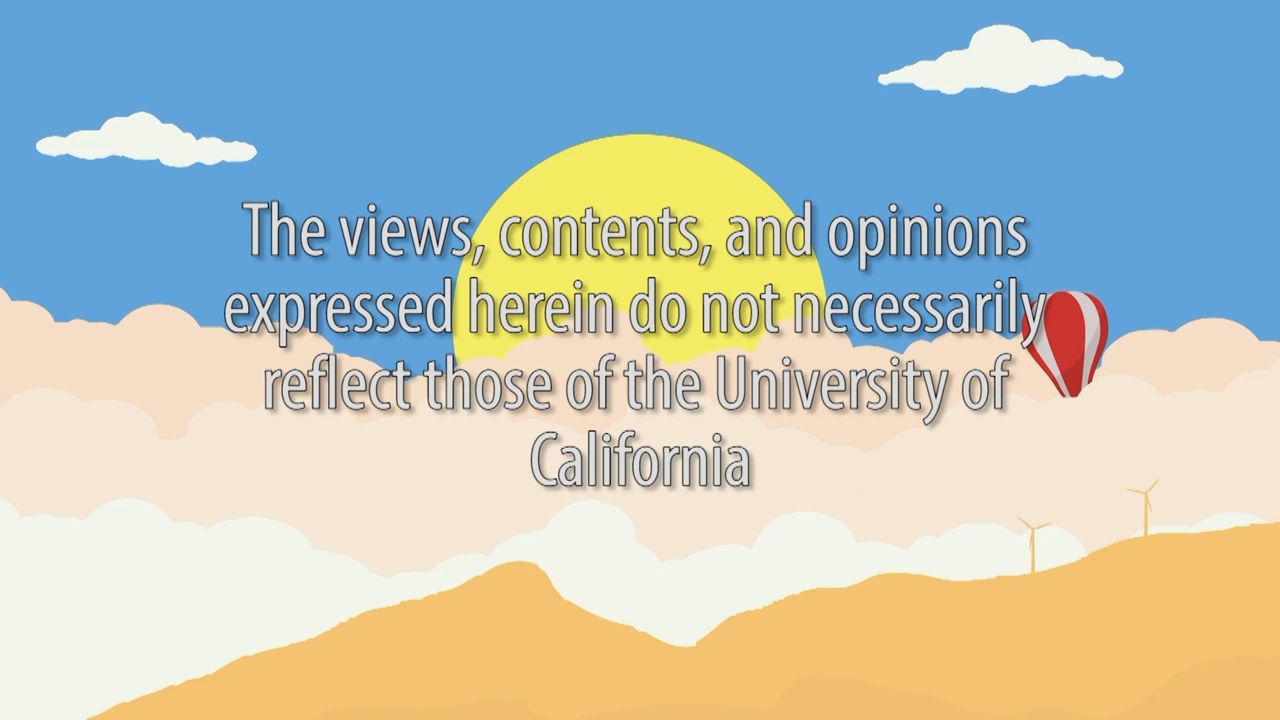 The views, contents, and opinions
expressed herein do not necessarily
reflect those of the University of
California